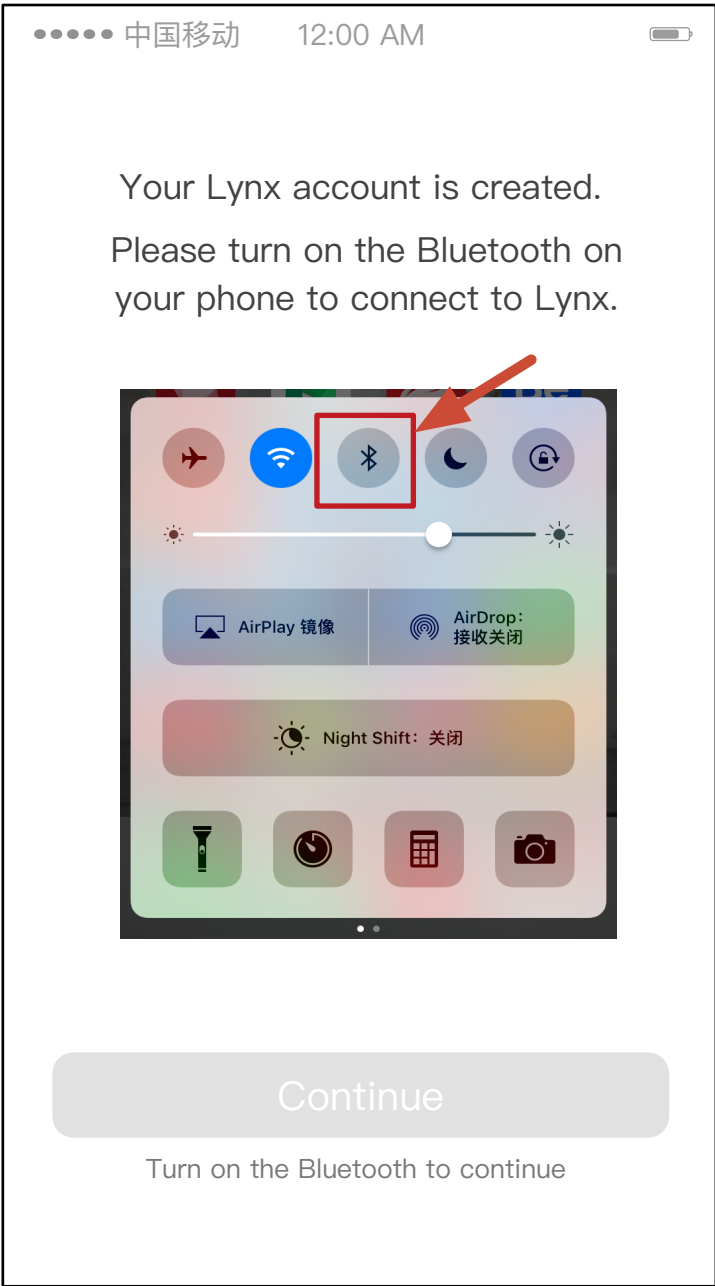 中国移动 12:00 AM
Your Lynx account is created.
Please turn on the Bluetooth on
your phone to connect to Lynx.
AirPlay 镜像
AirDrop：
接收关闭
Night Shift：关闭
Continue
Turn on the Bluetooth to continue